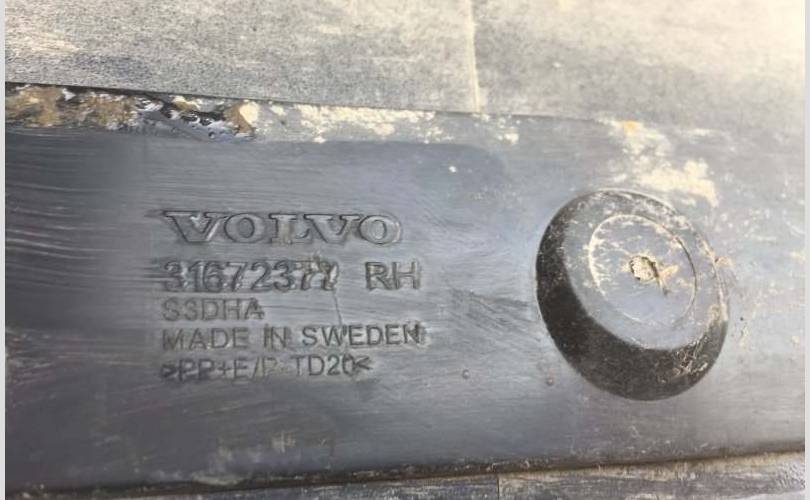 VOLVO
31672377 RH
S3DHA
MADE IN SWEDEN
>PP+E/P-TD20<